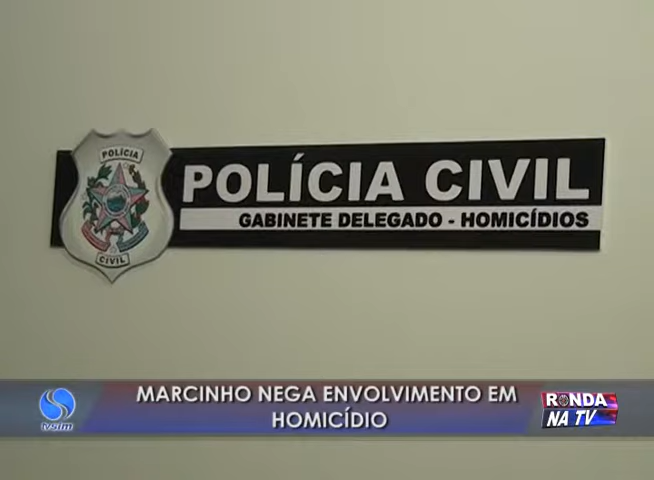 POLÍCIA
CIVIL
POLÍCIA CIVIL
GABINETE DELEGADO - HOMICÍDIOS
MARCINHO NEGA ENVOLVIMENTO EM
HOMICÍDIO
tvsim
RONDA
NA TV